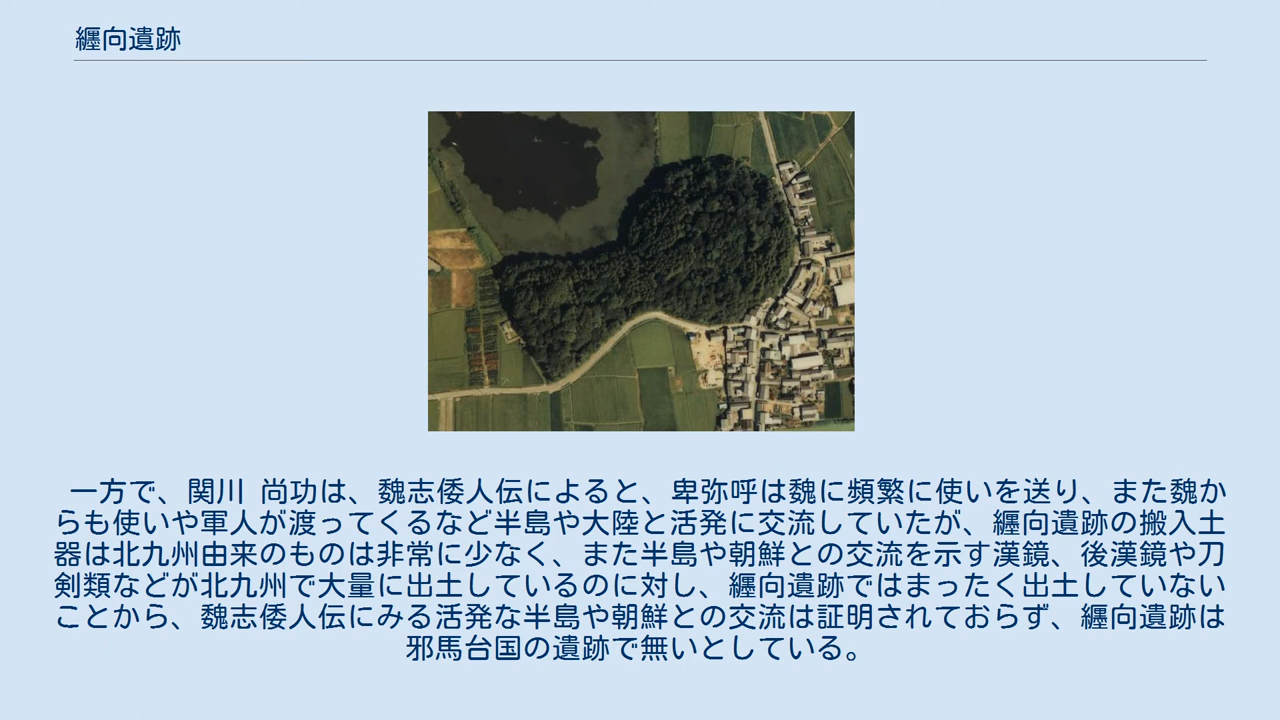 纒向遺跡
一方で、関川 尚功は、魏志倭人伝によると、卑弥呼は魏に頻繁に使いを送り、また魏か
らも使いや軍人が渡ってくるなど半島や大陸と活発に交流していたが、纒向遺跡の搬入土
器は北九州由来のものは非常に少なく、また半島や朝鮮との交流を示す漢鏡、後漢鏡や刀
剣類などが北九州で大量に出土しているのに対し、纒向遺跡ではまったく出土していない
ことから、魏志倭人伝にみる活発な半島や朝鮮との交流は証明されておらず、纒向遺跡は
邪馬台国の遺跡で無いとしている。